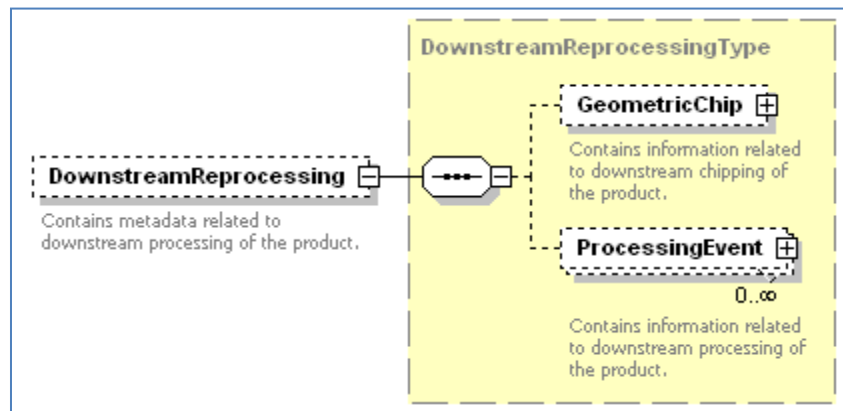 DownstreamReprocessingType
GeometricChip
Contains information related
to downstream chipping of
the product.
DownstreamReprocessing
Contains metadata related to
downstream processing of the product.
ProcessingEvent
0..∞
Contains information related
to downstream processing of
the product.